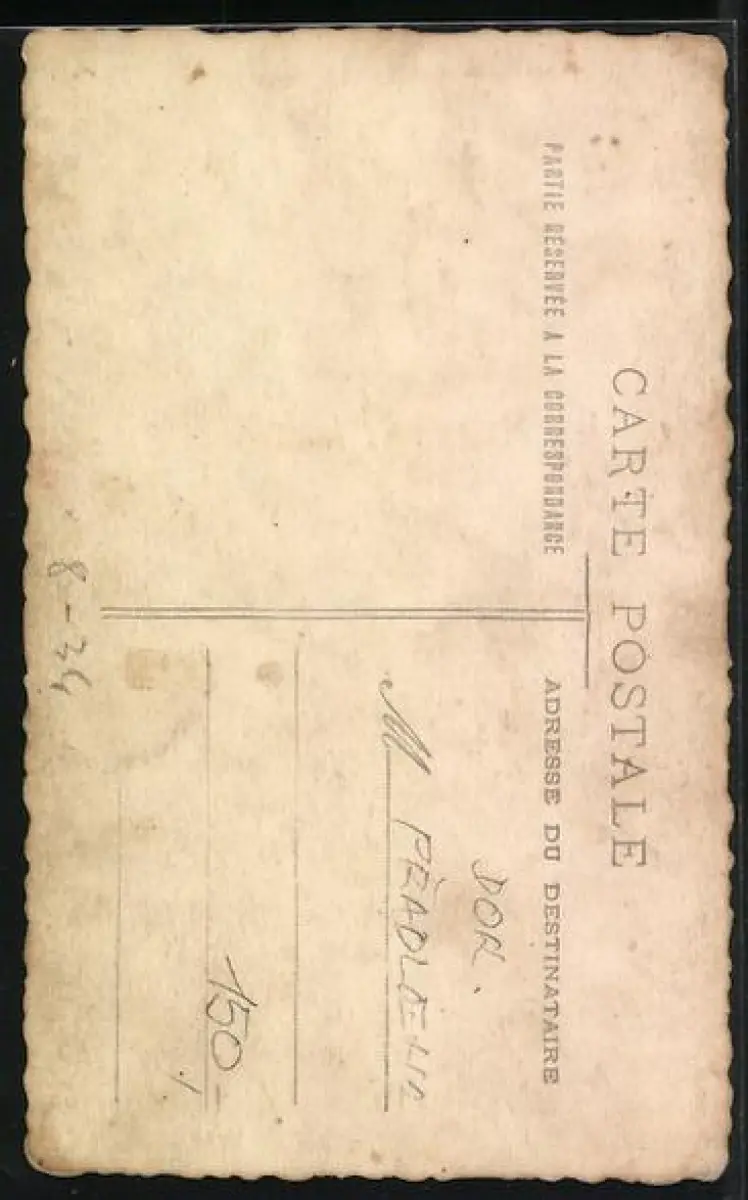 CARTE POSTALE
PARTIE RÉSERVÉE A LA CORRESPONDANCE
ADRESSE DU DESTINATAIRE
DOR.
M
150-
8-34